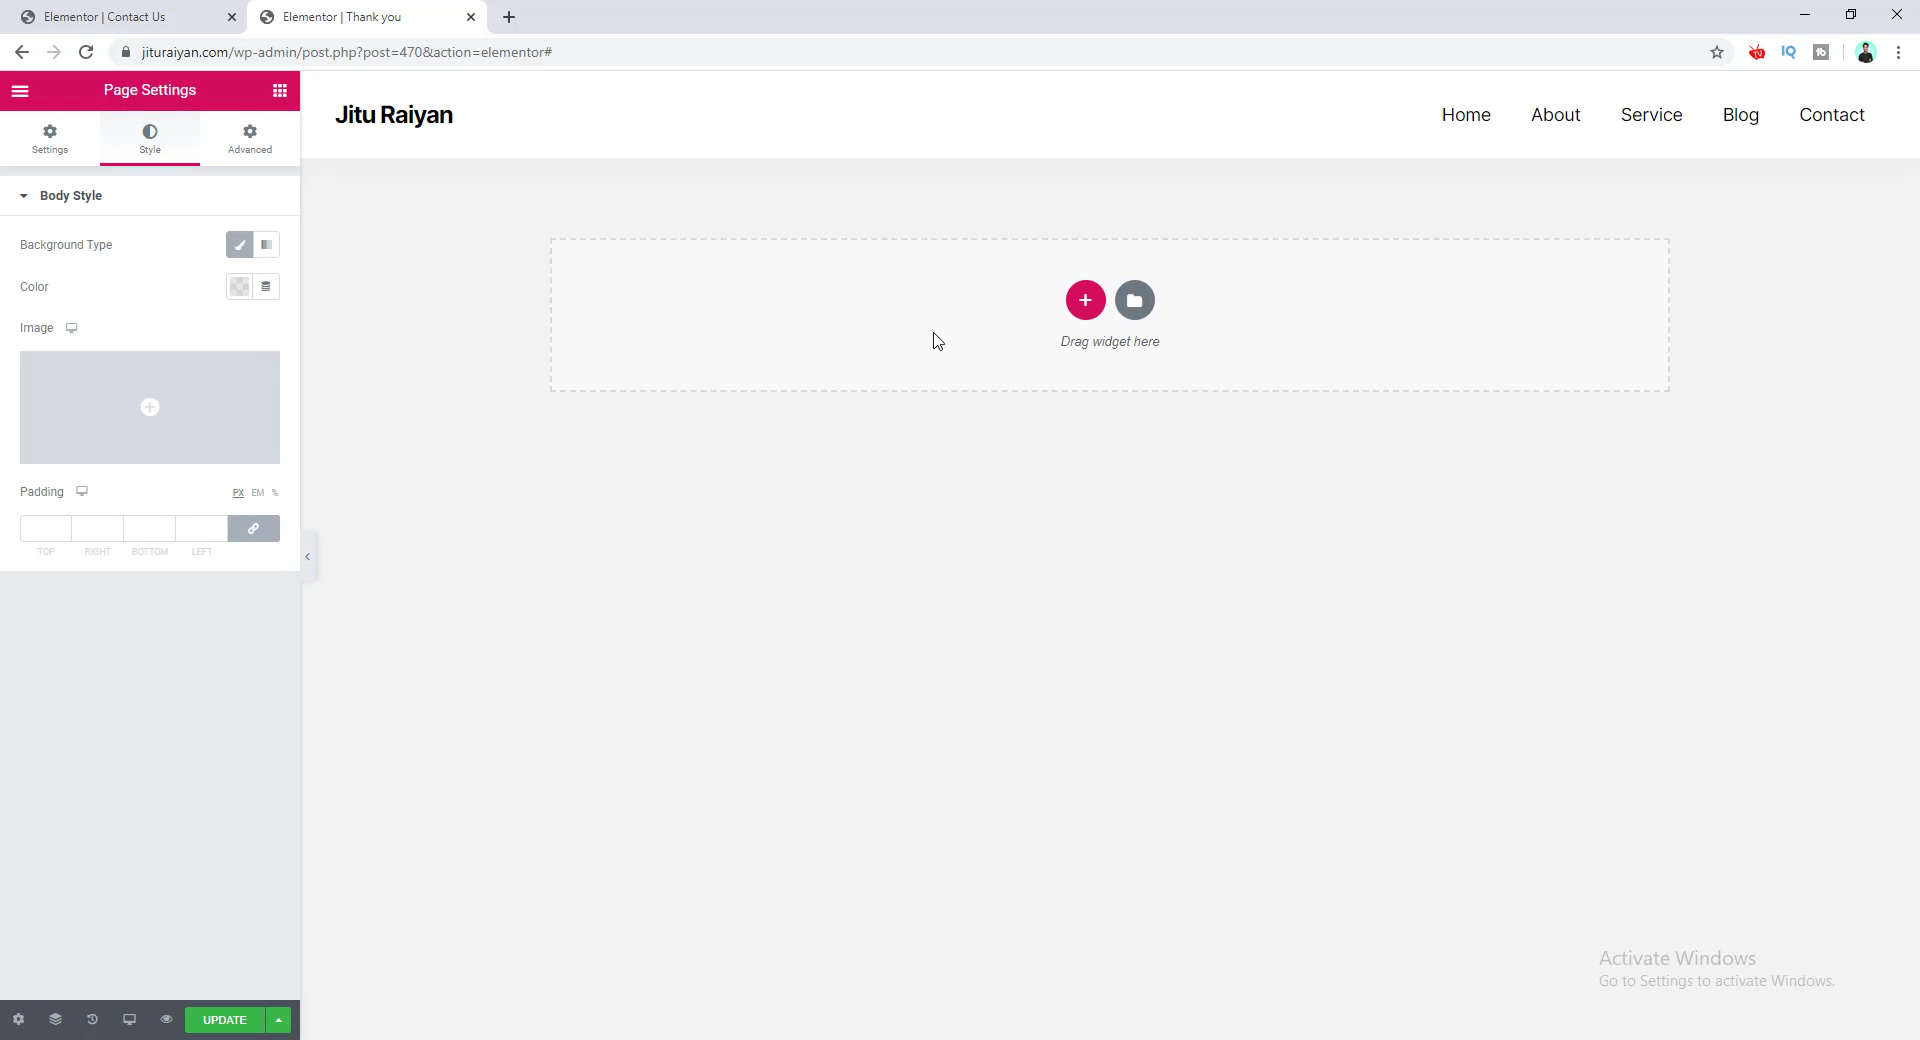 Elementor | Contact Us
Elementor | Thank you
jituraiyan.com/wp-admin/post.php?post=470&action=elementor#
IQ
tb
Page Settings
Settings
Style
Advanced
Jitu Raiyan
Home
About
Service
Blog
Contact
Body Style
Background Type
Color
Image
Padding
PX
EM
%
TOP
RIGHT
BOTTOM
LEFT
Drag widget here
Activate Windows
Go to Settings to activate Windows.
UPDATE